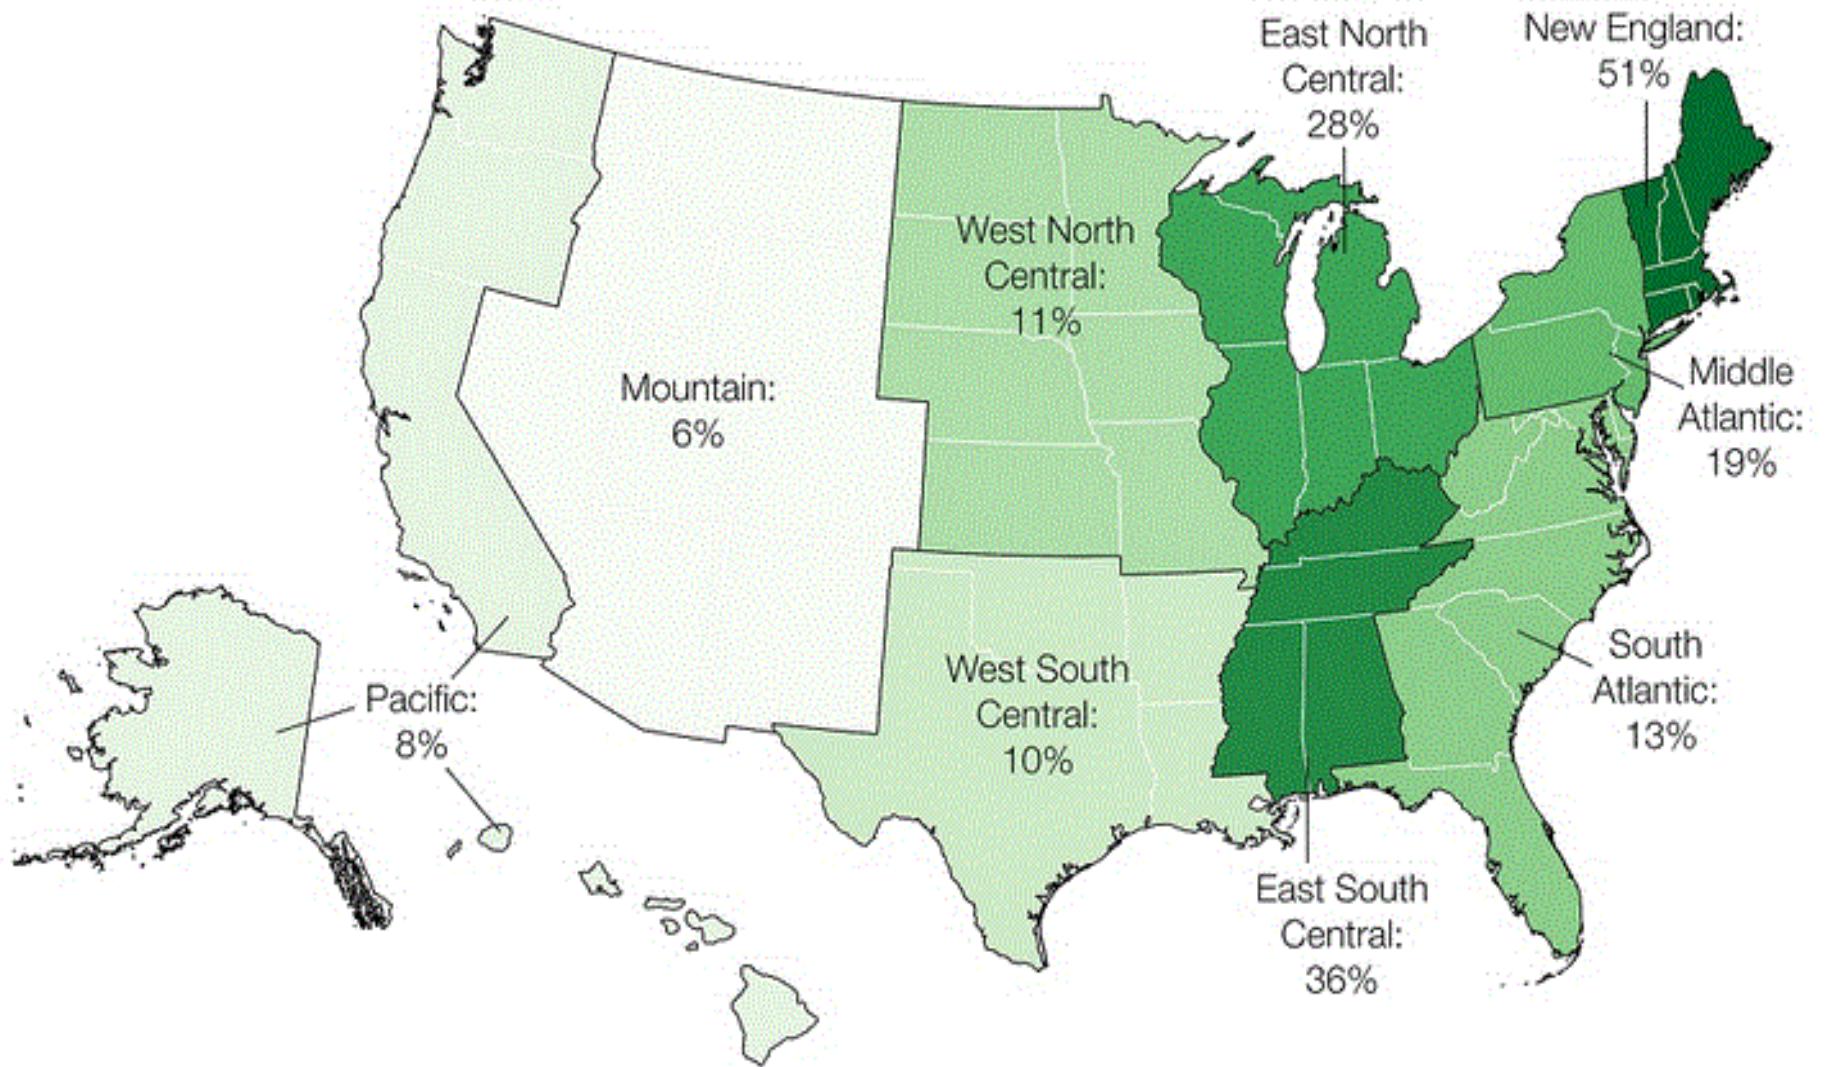 East North
Central:
28%
New England:
51%
West North
Central:
11%
Mountain:
6%
Middle
Atlantic:
19%
West South
Central:
10%
South
Atlantic:
13%
Pacific:
8%
East South
Central:
36%